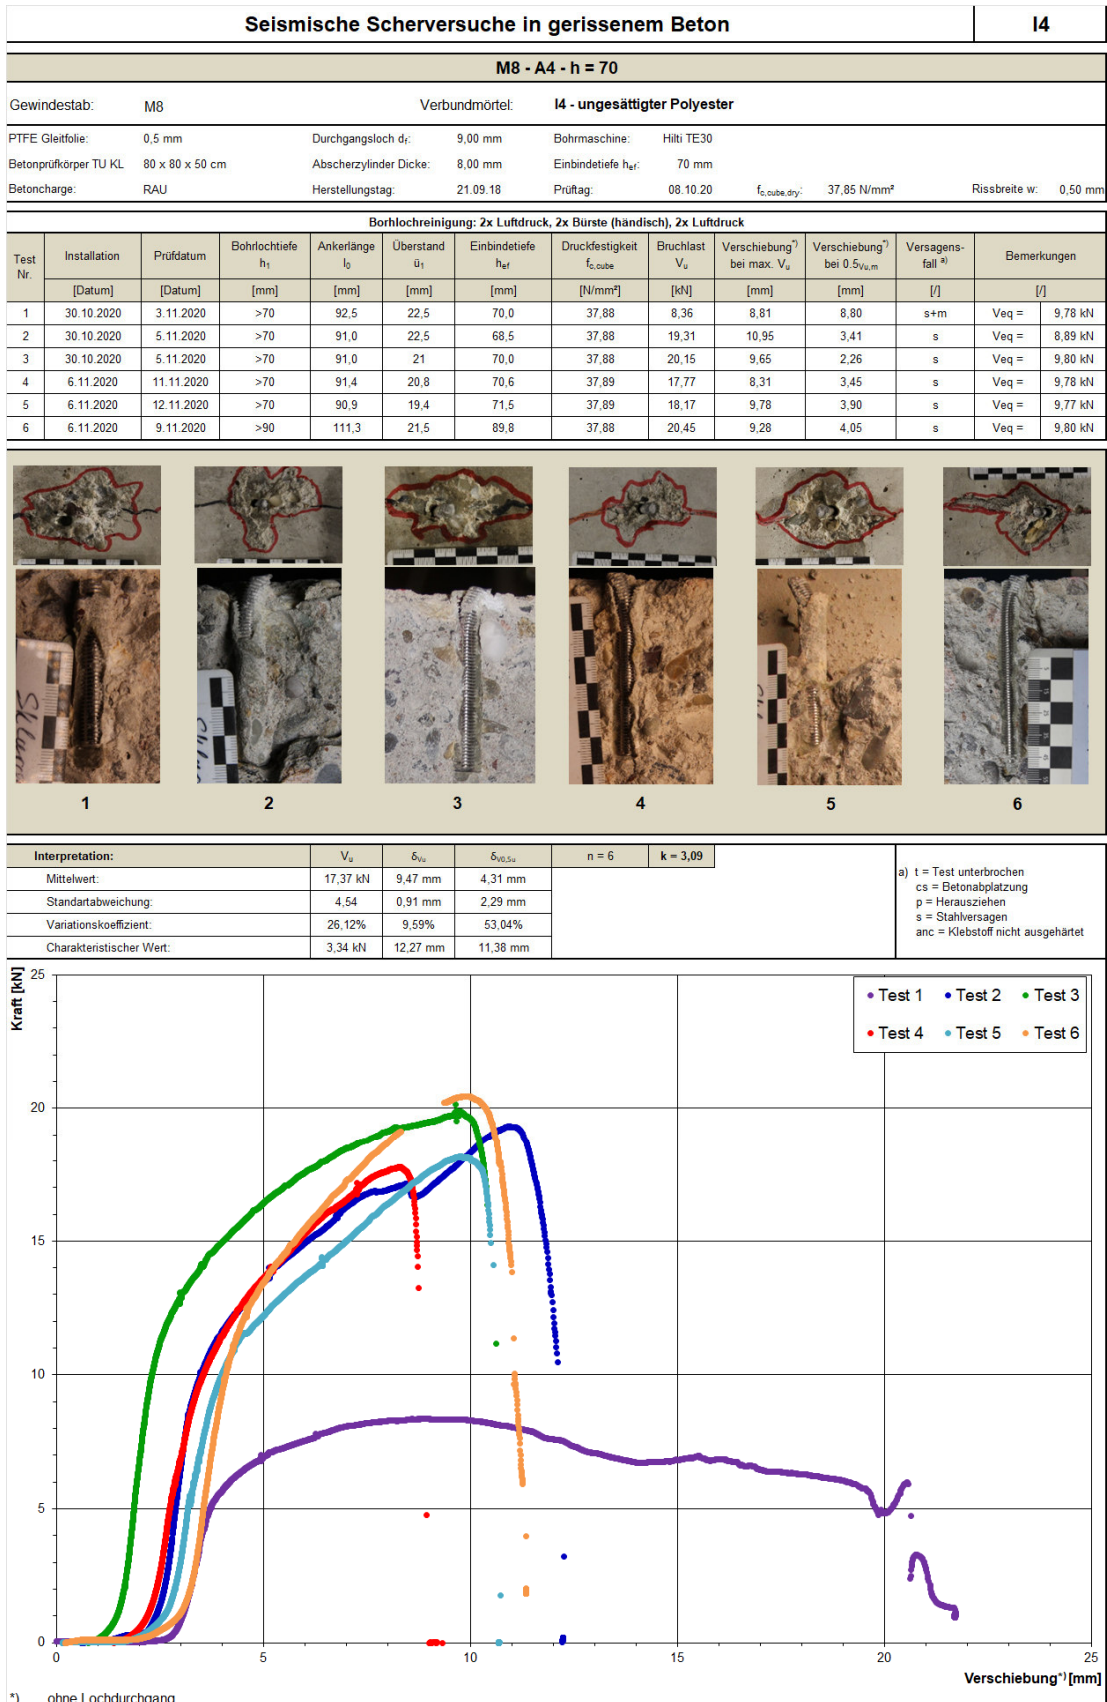 Seismische Scherversuche in gerissenem Beton I4
M8 - A4 - h = 70
Gewindestab: M8 Verbundmörtel: I4 - ungesättigter Polyester
PTFE Gleitfolie: 0,5 mm Durchgangsloch df: 9,00 mm Bohrmaschine: Hilti TE30
Betonprüfkörper TU KL 80 x 80 x 50 cm Abscherzylinder Dicke: 8,00 mm Einbindetiefe hef: 70 mm
Betoncharge: RAU Herstellungstag: 21.09.18 Prüftag: 08.10.20 fc,cube,dry: 37,85 N/mm² Rissbreite w: 0,50 mm
Borhlochreinigung: 2x Luftdruck, 2x Bürste (händisch), 2x Luftdruck
Test Nr. Installation Prüfdatum Bohrlochtiefe h1 Ankerlänge l0 Überstand ü1 Einbindetiefe hef Druckfestigkeit fc,cube Bruchlast Vu Verschiebung*) bei max. Vu Verschiebung*) bei 0.5Vu,m Versagens-fall a) Bemerkungen
[Datum] [Datum] [mm] [mm] [mm] [mm] [N/mm²] [kN] [mm] [mm] [/] [/]
1 30.10.2020 3.11.2020 >70 92,5 22,5 70,0 37,88 8,36 8,81 8,80 s+m Veq = 9,78 kN
2 30.10.2020 5.11.2020 >70 91,0 22,5 68,5 37,88 19,31 10,95 3,41 s Veq = 8,89 kN
3 30.10.2020 5.11.2020 >70 91,0 21 70,0 37,88 20,15 9,65 2,26 s Veq = 9,80 kN
4 6.11.2020 11.11.2020 >70 91,4 20,8 70,6 37,89 17,77 8,31 3,45 s Veq = 9,78 kN
5 6.11.2020 12.11.2020 >70 90,9 19,4 71,5 37,89 18,17 9,78 3,90 s Veq = 9,77 kN
6 6.11.2020 9.11.2020 >90 111,3 21,5 89,8 37,88 20,45 9,28 4,05 s Veq = 9,80 kN
1 2 3 4 5 6
Interpretation: Vu δVu δV0,5u n = 6 k = 3,09
Mittelwert: 17,37 kN 9,47 mm 4,31 mm
Standartabweichung: 4,54 0,91 mm 2,29 mm
Variationskoeffizient: 26,12% 9,59% 53,04%
Charakteristischer Wert: 3,34 kN 12,27 mm 11,38 mm
a) t = Test unterbrochen
cs = Betonabplatzung
p = Herausziehen
s = Stahlversagen
anc = Klebstoff nicht ausgehärtet
Kraft [kN]
25
20
15
10
5
0
Test 1 Test 2 Test 3
Test 4 Test 5 Test 6
0 5 10 15 20 25
Verschiebung*) [mm]
*) ohne Lochdurchgang